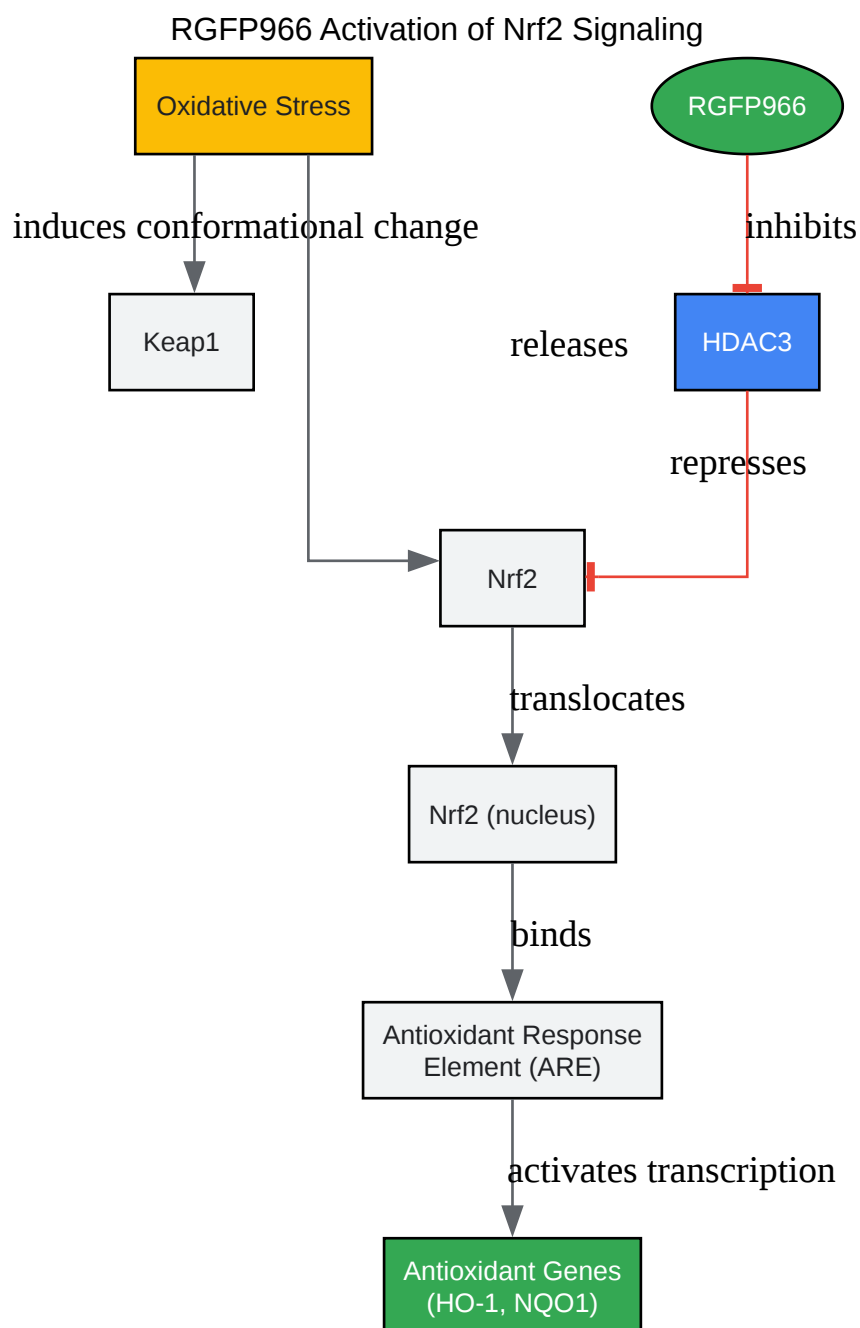 RGFP966 Activation of Nrf2 Signaling
Oxidative Stress
RGFP966
induces conformational change
inhibits
Keap1
releases
HDAC3
represses
Nrf2
translocates
Nrf2 (nucleus)
binds
Antioxidant Response
Element (ARE)
activates transcription
Antioxidant Genes
(HO-1, NQO1)